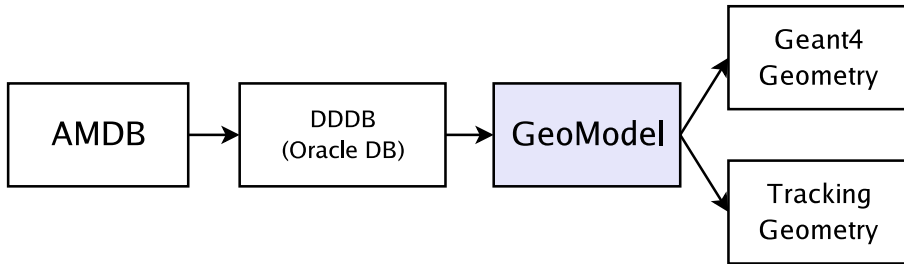 AMDB
DDDB
(Oracle DB)
GeoModel
Geant4
Geometry
Tracking
Geometry